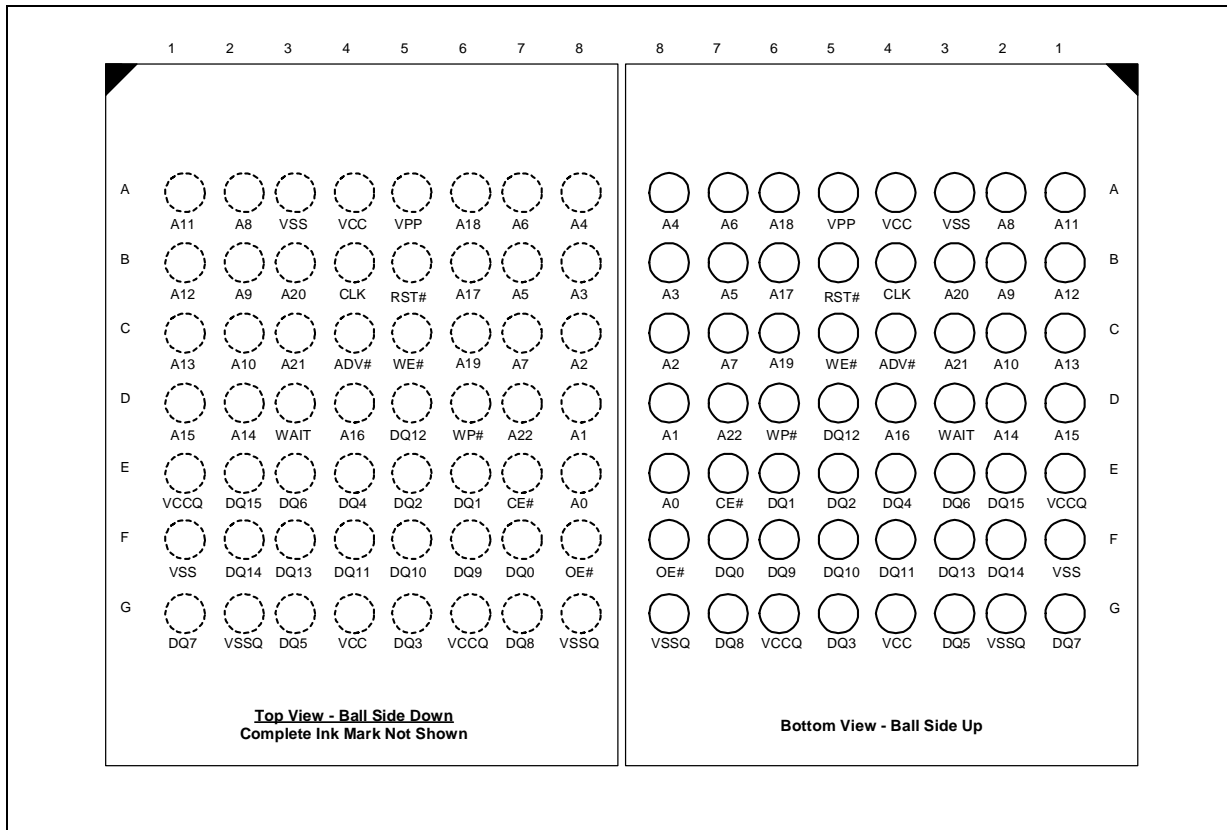 1 2 3 4 5 6 7 8 8 7 6 5 4 3 2 1
A A
A11 A8 VSS VCC VPP A18 A6 A4 A4 A6 A18 VPP VCC VSS A8 A11
B B
A12 A9 A20 CLK RST# A17 A5 A3 A3 A5 A17 RST# CLK A20 A9 A12
C C
A13 A10 A21 ADV# WE# A19 A7 A2 A2 A7 A19 WE# ADV# A21 A10 A13
D D
A15 A14 WAIT A16 DQ12 WP# A22 A1 A1 A22 WP# DQ12 A16 WAIT A14 A15
E E
VCCQ DQ15 DQ6 DQ4 DQ2 DQ1 CE# A0 A0 CE# DQ1 DQ2 DQ4 DQ6 DQ15 VCCQ
F F
VSS DQ14 DQ13 DQ11 DQ10 DQ9 DQ0 OE# OE# DQ0 DQ9 DQ10 DQ11 DQ13 DQ14 VSS
G G
DQ7 VSSQ DQ5 VCC DQ3 VCCQ DQ8 VSSQ VSSQ DQ8 VCCQ DQ3 VCC DQ5 VSSQ DQ7
Top View - Ball Side Down
Complete Ink Mark Not Shown
Bottom View - Ball Side Up